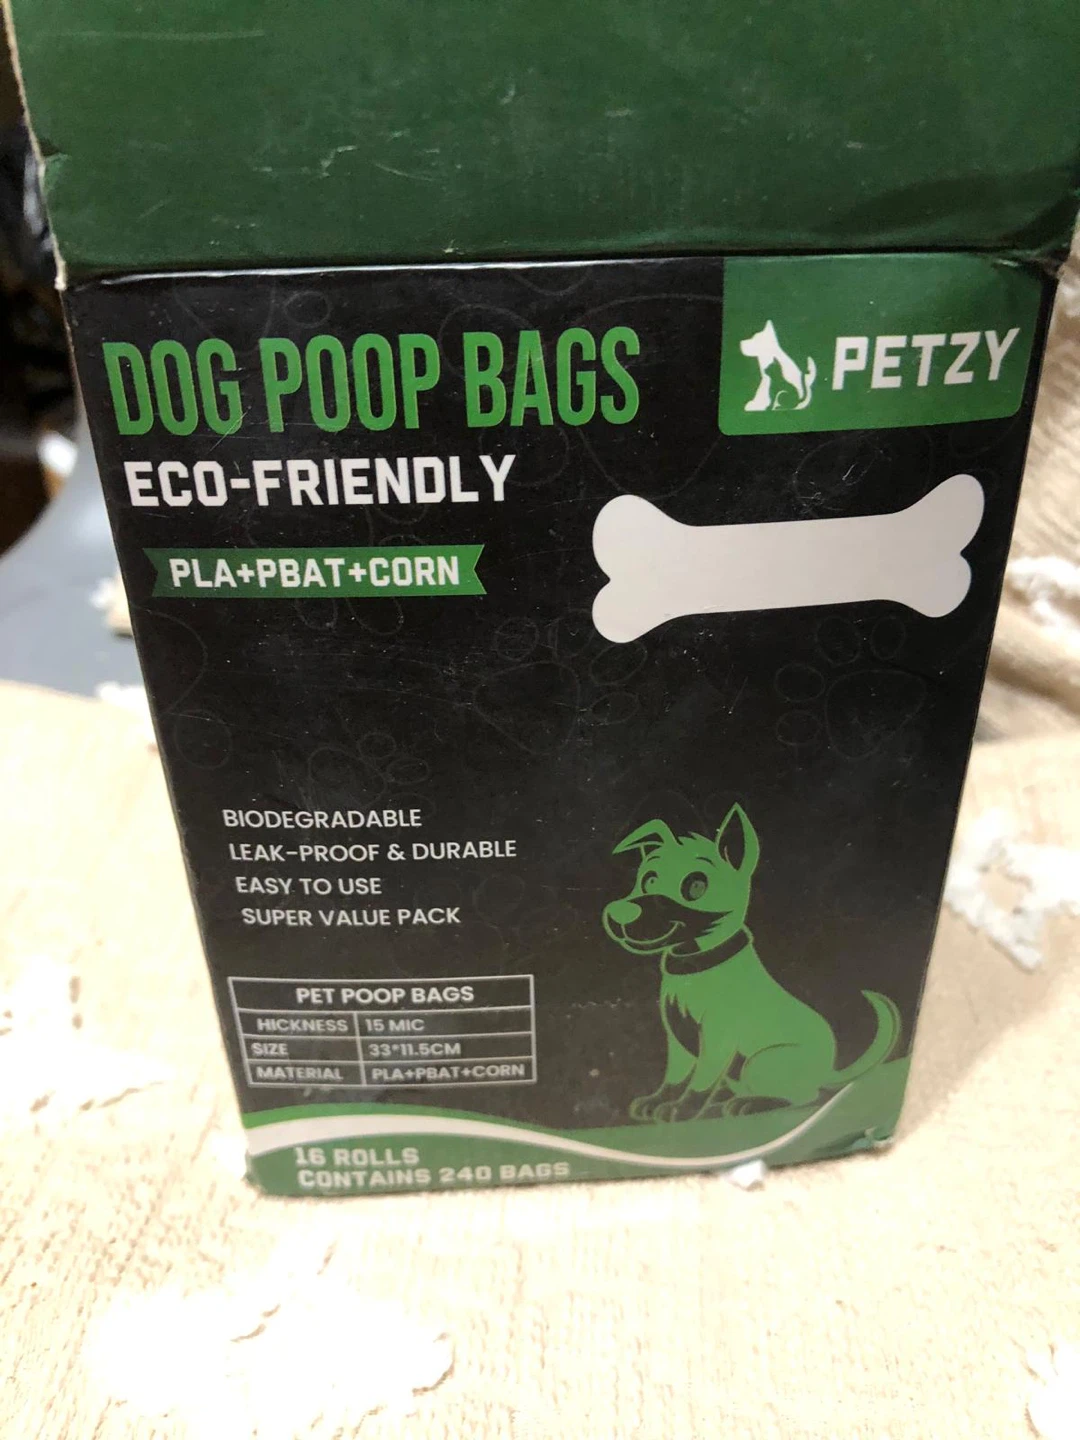 DOG POOP BAGS
PETZY
ECO-FRIENDLY
PLA+PBAT+CORN
BIODEGRADABLE
LEAK-PROOF & DURABLE
EASY TO USE
SUPER VALUE PACK
PET POOP BAGS
HICKNESS 15 MIC
SIZE 33*11.5CM
MATERIAL PLA+PBAT+CORN
16 ROLLS
CONTAINS 240 BAGS